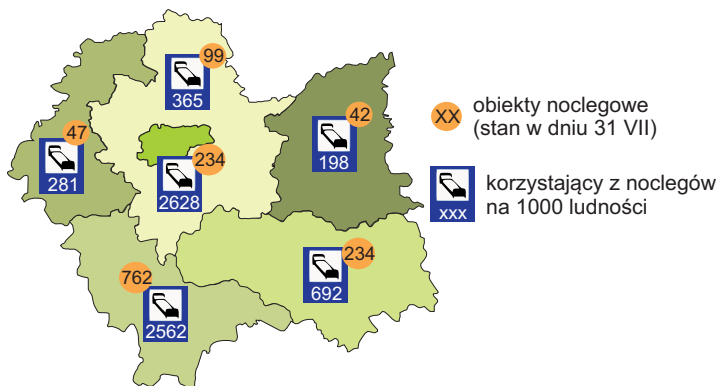 99
365
47
281
42
198
234
2628
762
2562
234
692
XX
obiekty noclegowe
(stan w dniu 31 VII)
xxx
korzystający z noclegów
na 1000 ludności